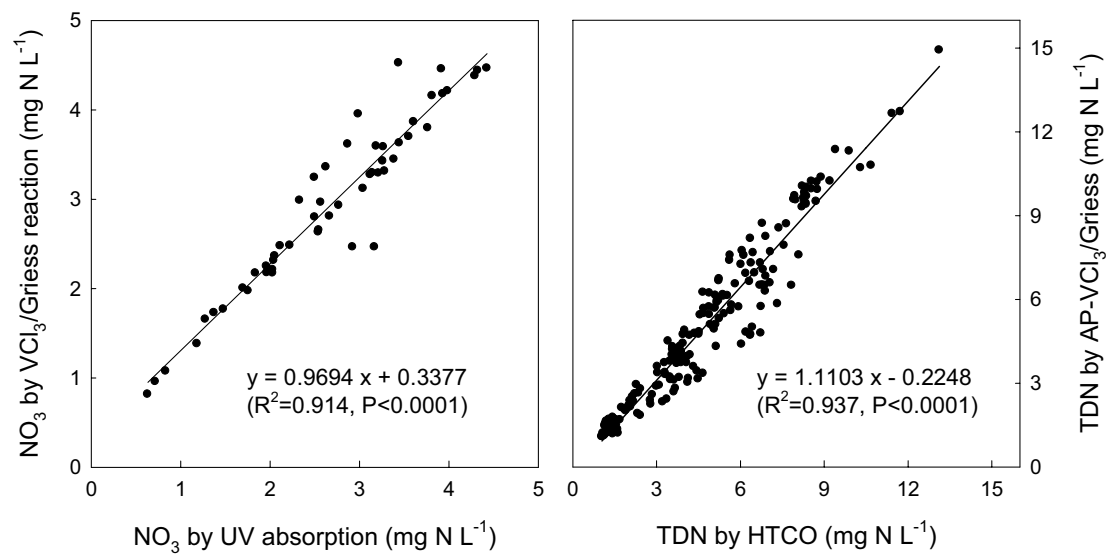 NO3 by VCl3/Griess reaction (mg N L-1)
5
4
3
2
1
0
y = 0.9694 x + 0.3377
(R2=0.914, P<0.0001)
0 1 2 3 4 5
NO3 by UV absorption (mg N L-1)
y = 1.1103 x - 0.2248
(R2=0.937, P<0.0001)
0 3 6 9 12 15
TDN by HTCO (mg N L-1)
15
12
9
6
3
0
TDN by AP-VCl3/Griess (mg N L-1)